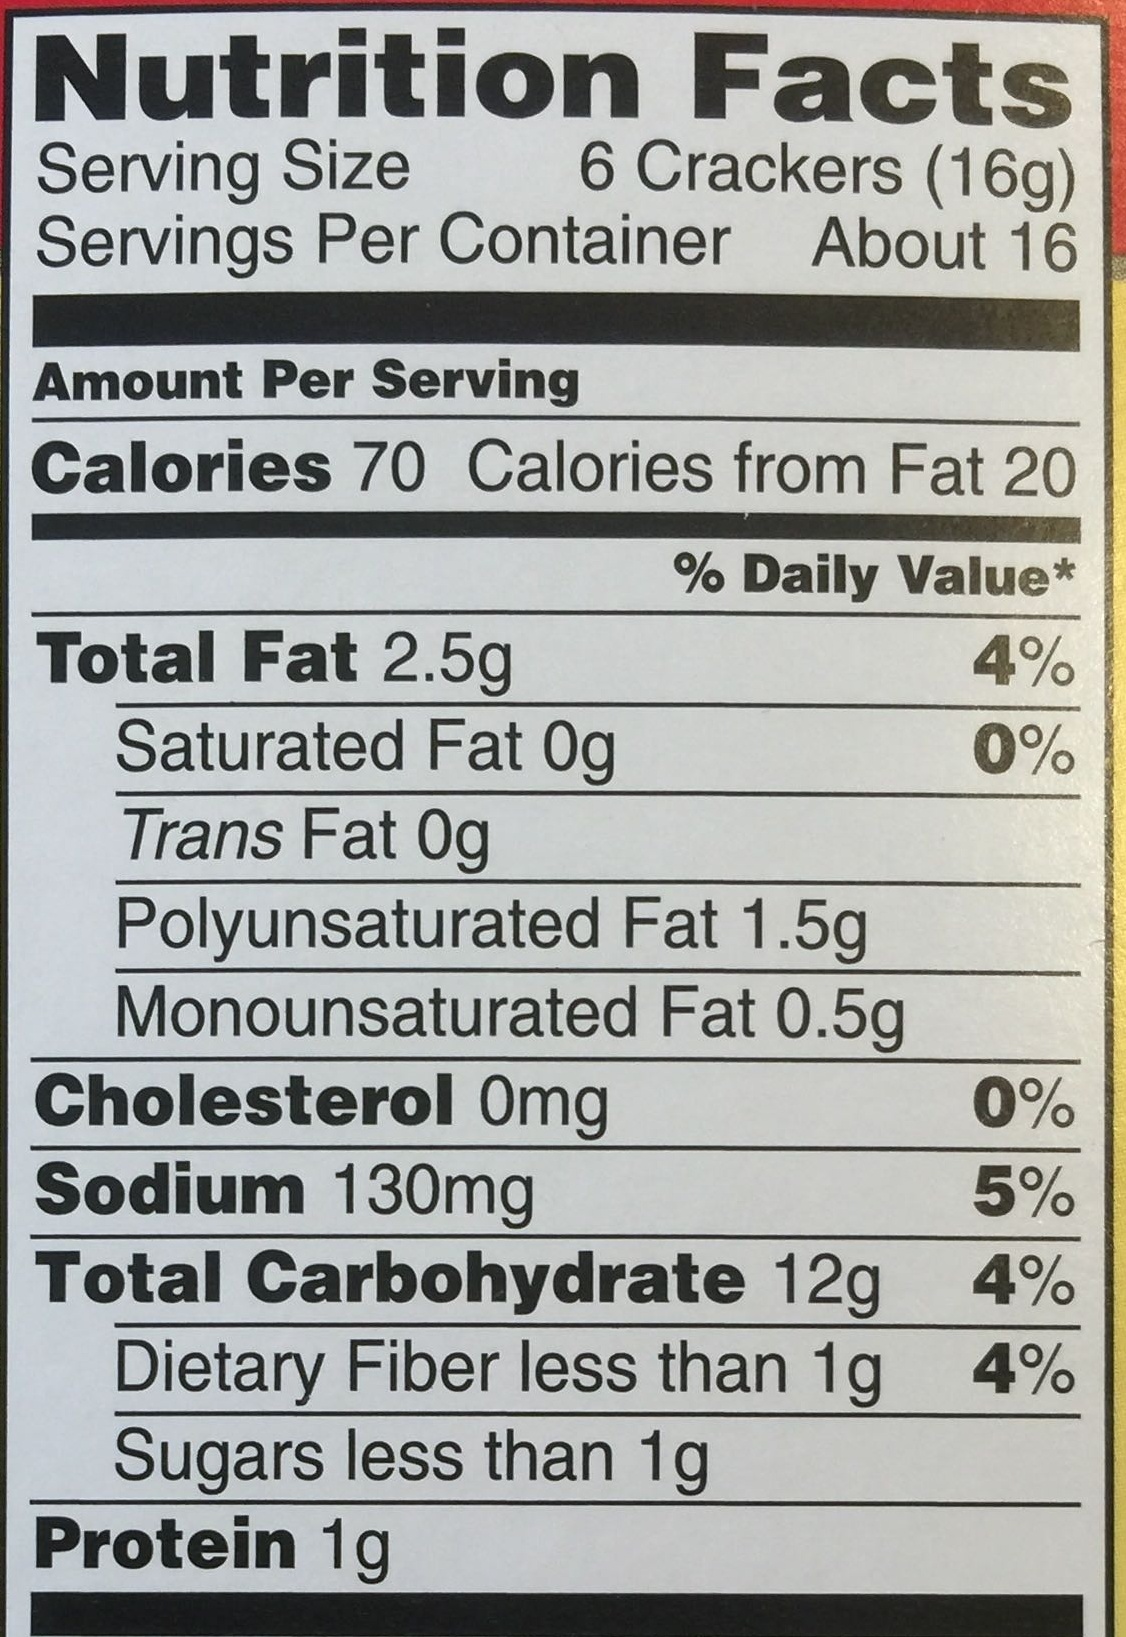 Nutrition Facts
Serving Size 6 Crackers (16g)
Servings Per Container About 16
Amount Per Serving
Calories 70 Calories from Fat 20
% Daily Value*
Total Fat 2.5g 4%
Saturated Fat 0g 0%
Trans Fat 0g
Polyunsaturated Fat 1.5g
Monounsaturated Fat 0.5g
Cholesterol 0mg 0%
Sodium 130mg 5%
Total Carbohydrate 12g 4%
Dietary Fiber less than 1g 4%
Sugars less than 1g
Protein 1g